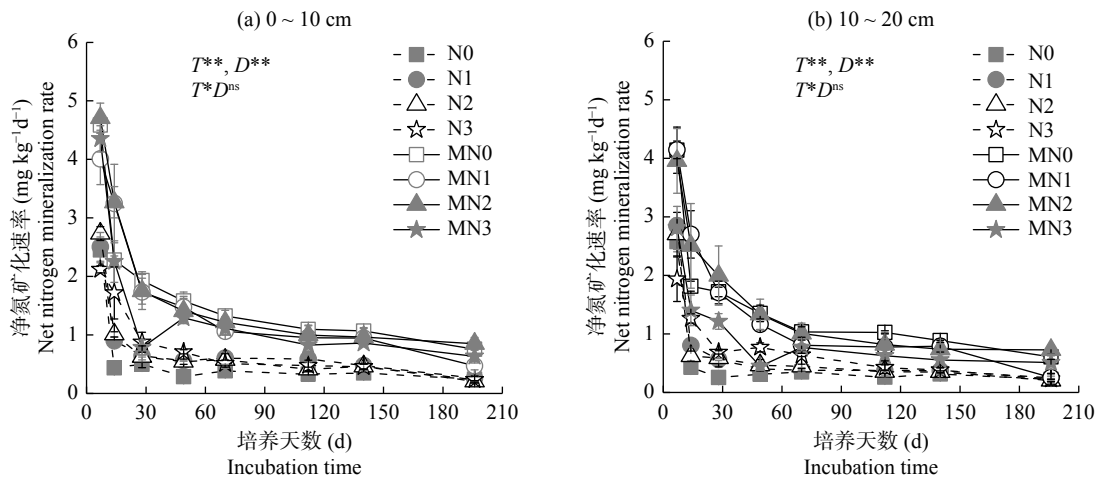 (a) 0 ~ 10 cm
净氮矿化速率 (mg kg⁻¹d⁻¹)
Net nitrogen mineralization rate
6
5
4
3
2
1
0
T**, D**
T*Dⁿˢ
N0
N1
N2
N3
MN0
MN1
MN2
MN3
0 30 60 90 120 150 180 210
培养天数 (d)
Incubation time
(b) 10 ~ 20 cm
净氮矿化速率 (mg kg⁻¹d⁻¹)
Net nitrogen mineralization rate
6
5
4
3
2
1
0
T**, D**
T*Dⁿˢ
N0
N1
N2
N3
MN0
MN1
MN2
MN3
0 30 60 90 120 150 180 210
培养天数 (d)
Incubation time